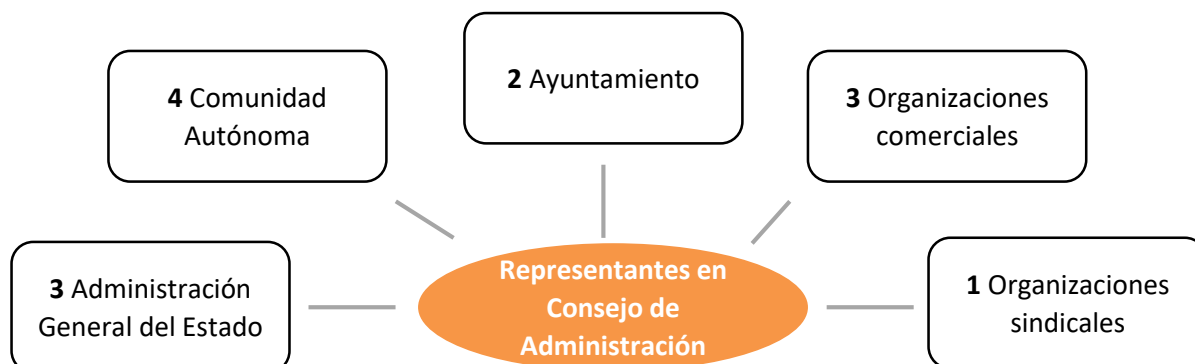 2 Ayuntamiento
4 Comunidad
Autónoma
3 Organizaciones
comerciales
3 Administración
General del Estado
Representantes en
Consejo de
Administración
1 Organizaciones
sindicales